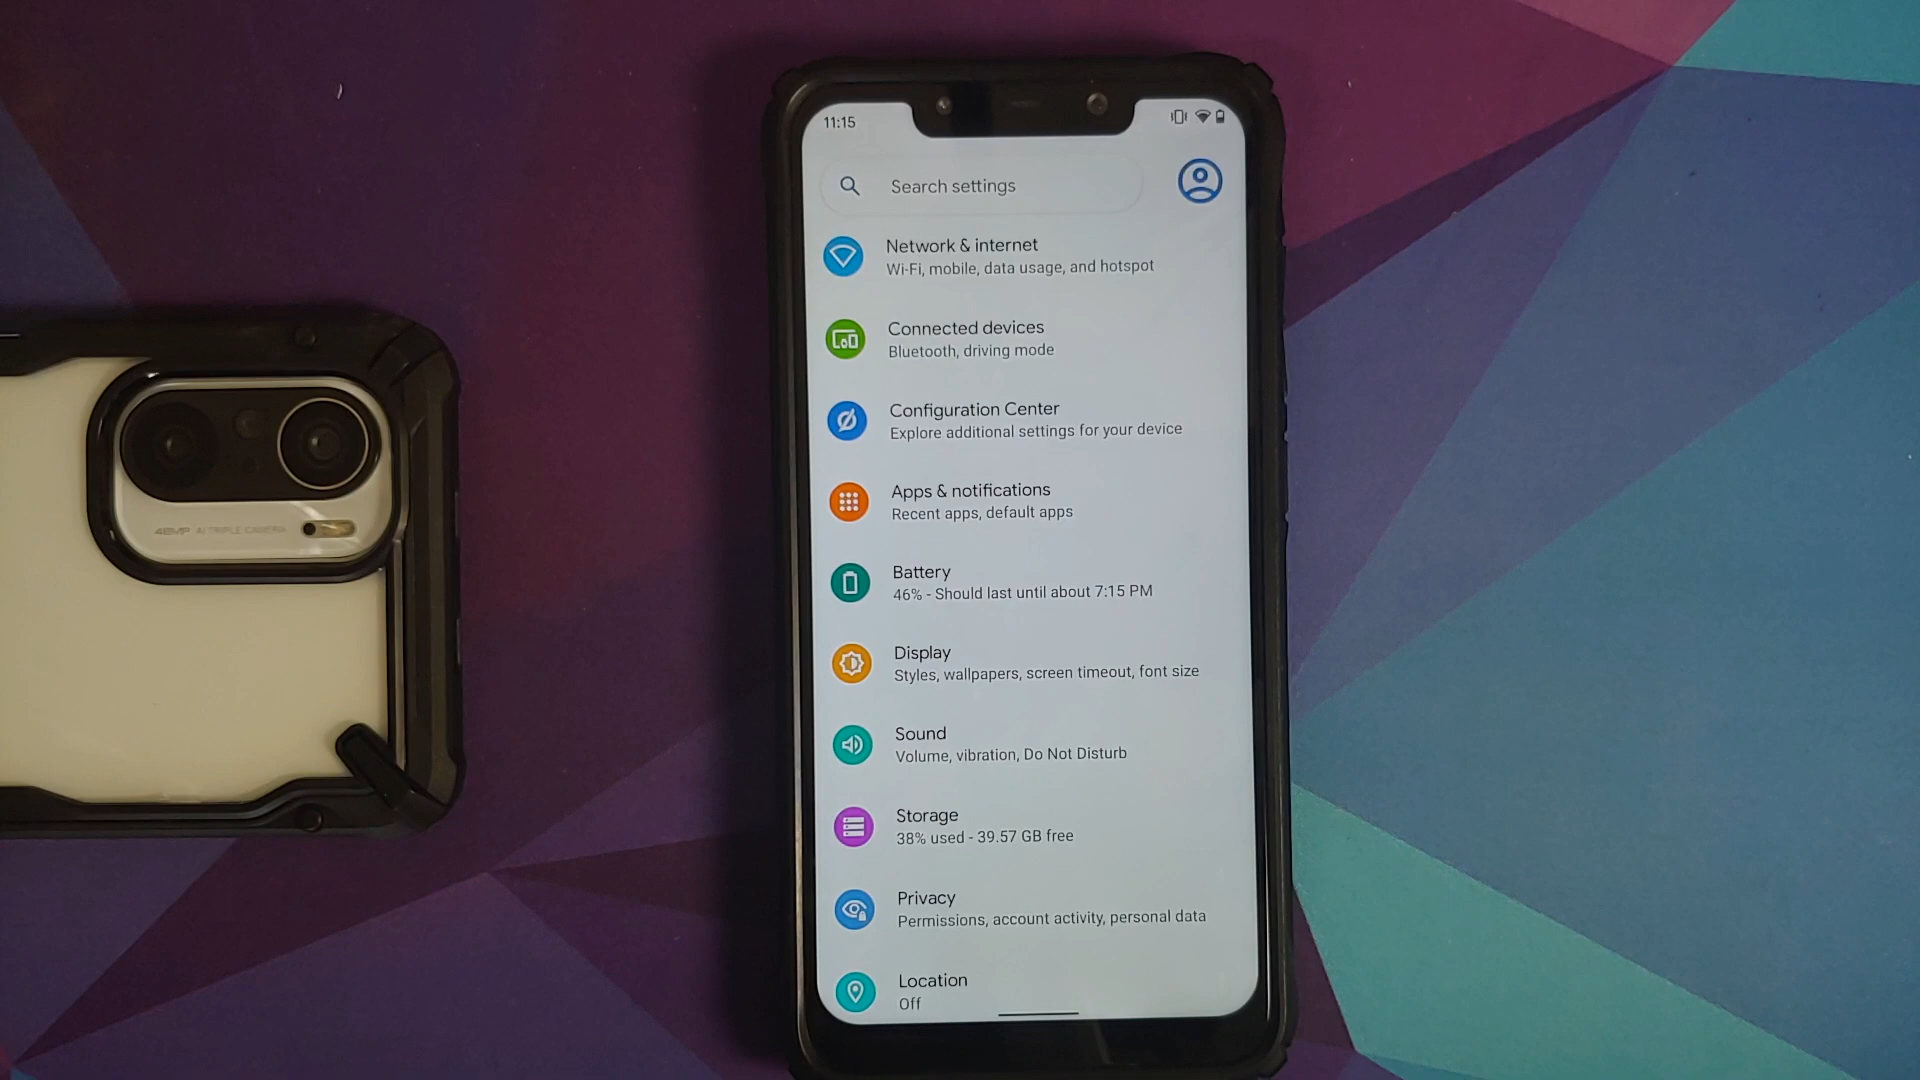 11:15
Search settings
Network & internet
Wi-Fi, mobile, data usage, and hotspot
Connected devices
Bluetooth, driving mode
Configuration Center
Explore additional settings for your device
Apps & notifications
Recent apps, default apps
Battery
46% - Should last until about 7:15 PM
Display
Styles, wallpapers, screen timeout, font size
Sound
Volume, vibration, Do Not Disturb
Storage
38% used - 39.57 GB free
Privacy
Permissions, account activity, personal data
Location
Off
48MP AI TRIPLE CAMERA